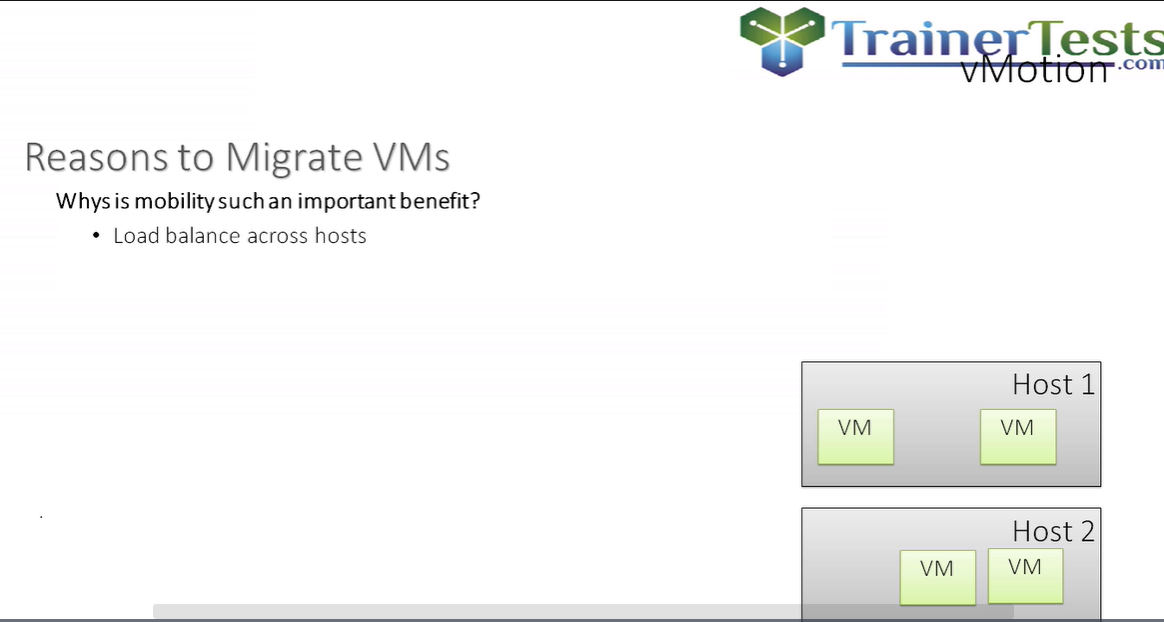 TrainerTests
.com
vMotion
Reasons to Migrate VMs
Whys is mobility such an important benefit?
• Load balance across hosts
Host 1
VM VM
Host 2
VM VM